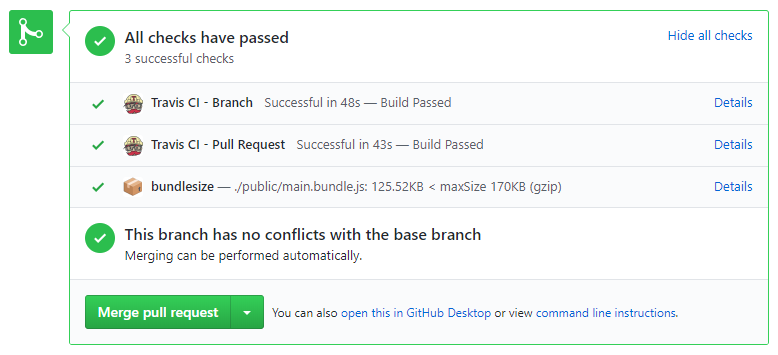 All checks have passed
Hide all checks
3 successful checks
Travis CI - Branch Successful in 48s — Build Passed Details
Travis CI - Pull Request Successful in 43s — Build Passed Details
bundlesize — ./public/main.bundle.js: 125.52KB < maxSize 170KB (gzip) Details
This branch has no conflicts with the base branch
Merging can be performed automatically.
Merge pull request You can also open this in GitHub Desktop or view command line instructions.